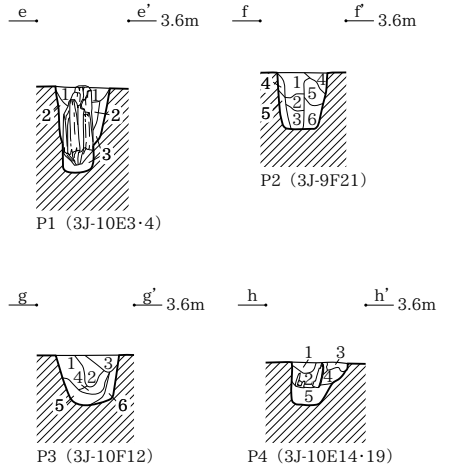 e e' 3.6m
f f' 3.6m
1 1
2 2
3
4 1 4
5
2
5 3 6
P1（3J-10E3·4）
P2（3J-9F21）
g g' 3.6m
h h' 3.6m
1 3
4 2
5 6
1 3
2 4
5
P3（3J-10F12）
P4（3J-10E14·19）